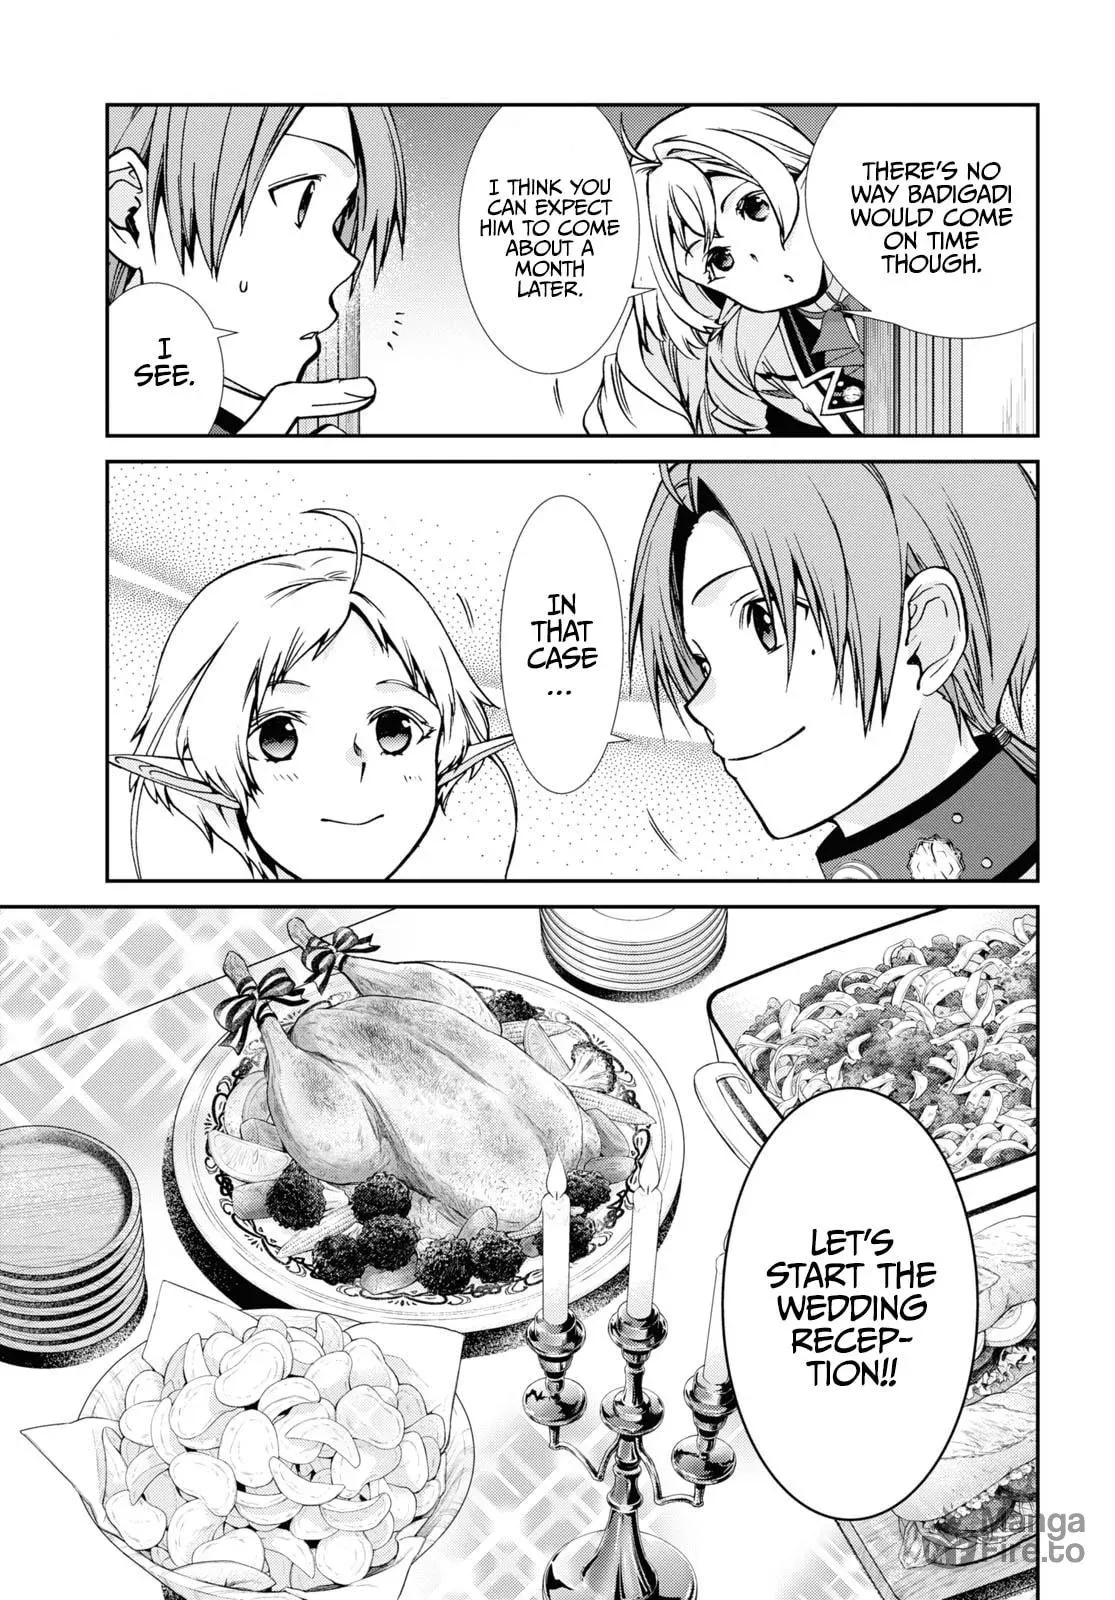 THERE'S NO
WAY BADIGADI
WOULD COME
ON TIME
THOUGH.
I THINK YOU
CAN EXPECT
HIM TO COME
ABOUT A
MONTH
LATER.
I
SEE.
IN
THAT
CASE
...
LET'S
START THE
WEDDING
RECEP-
TION!!
Manga
Fire.to